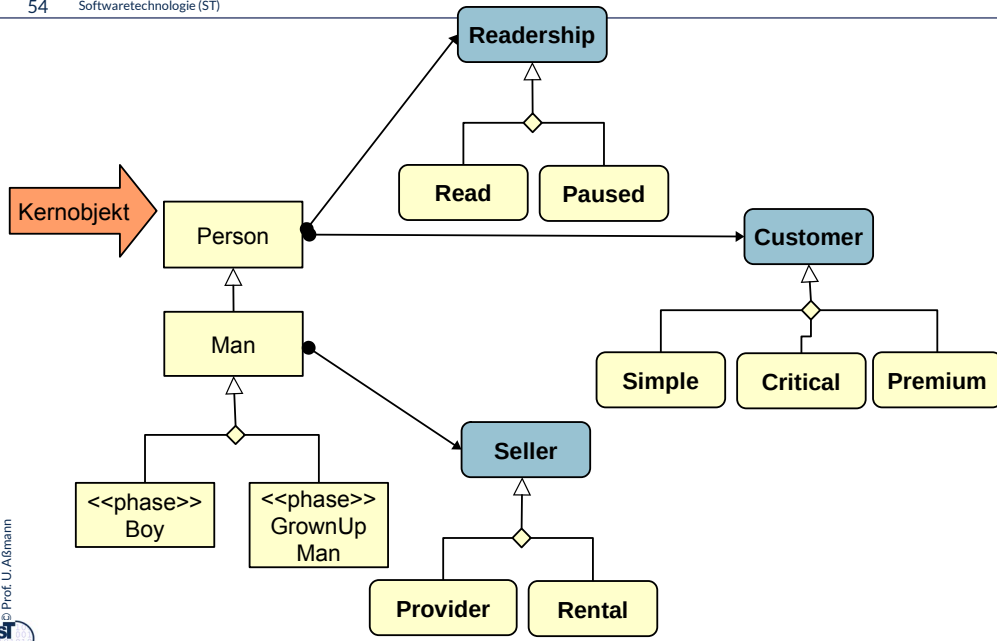 54 Softwaretechnologie (ST)
Readership
Read
Paused
Kernobjekt
Person
Customer
Man
Simple
Critical
Premium
Seller
<<phase>>
Boy
<<phase>>
GrownUp
Man
Provider
Rental
© Prof. U. Aßmann
ST